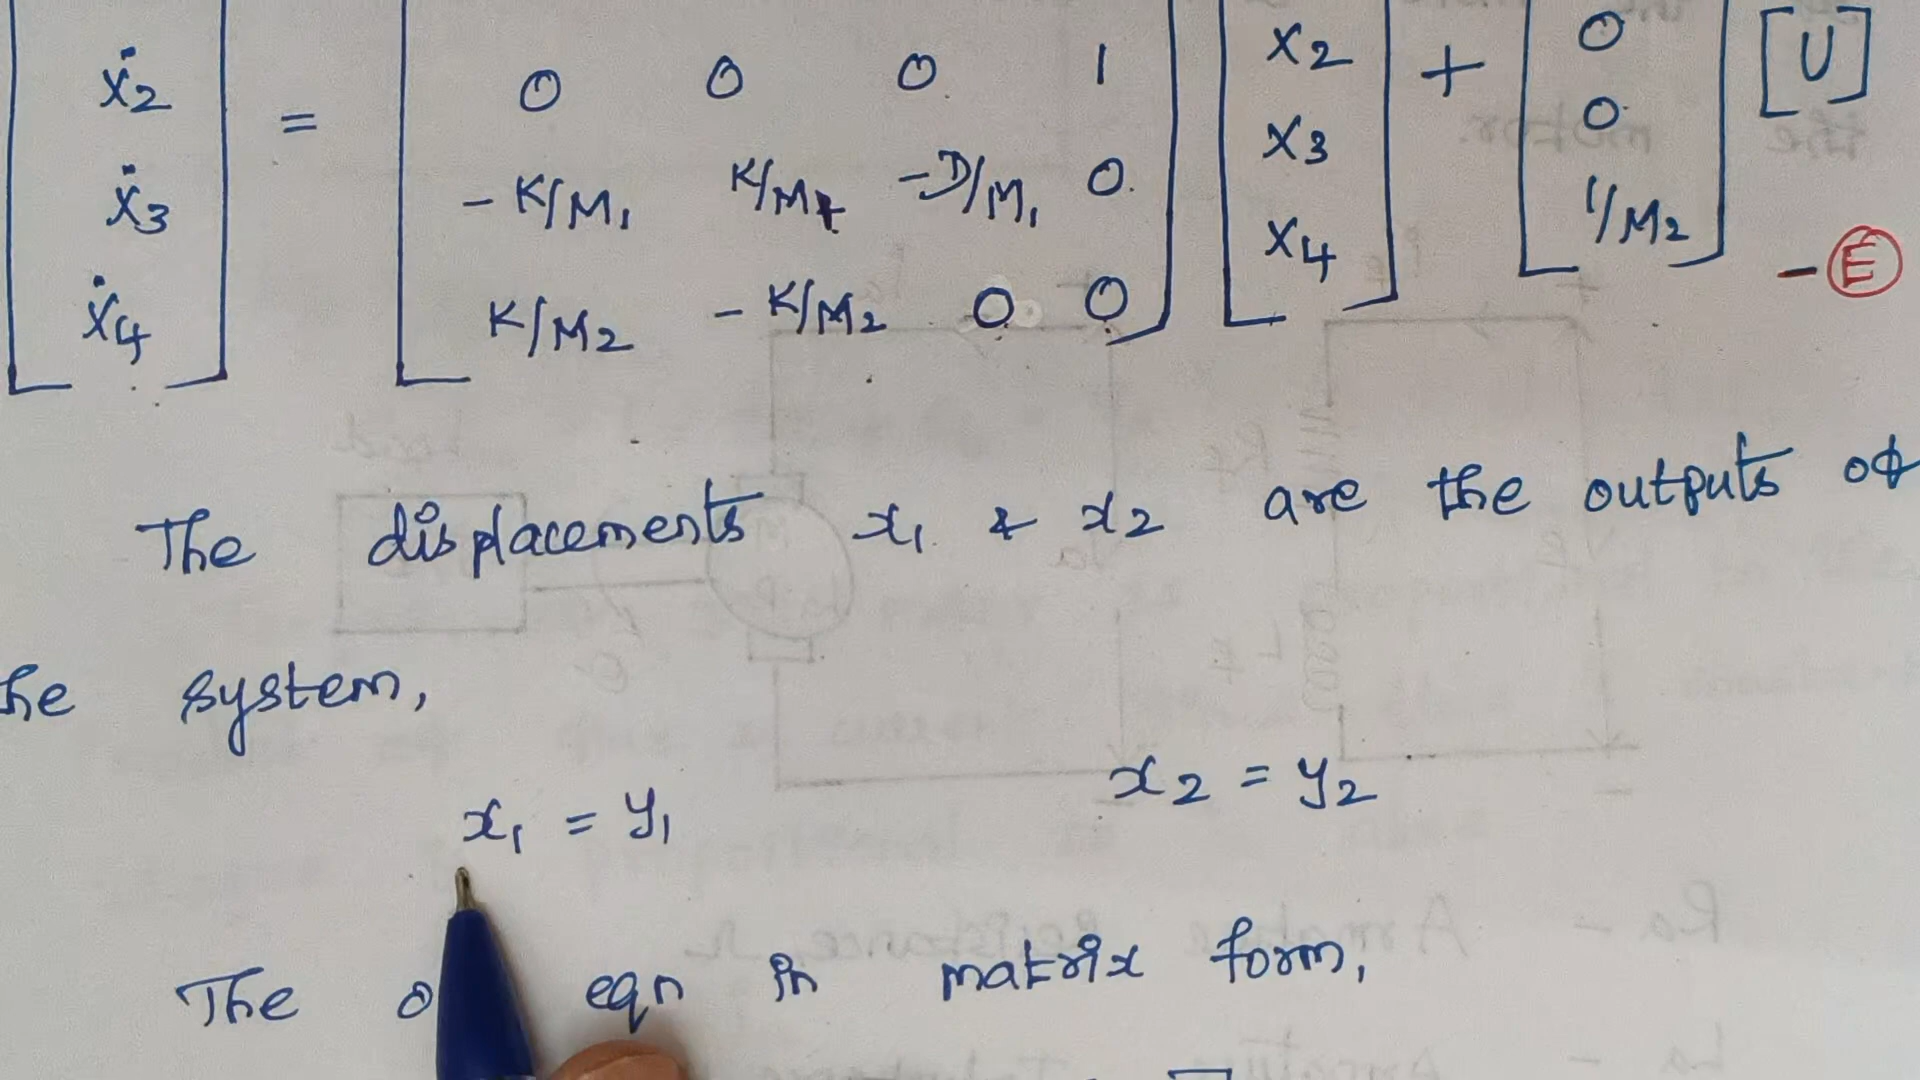 ẋ2 = 0 0 0 1 x2 + 0 [U]
ẋ3 -K/M1 K/M1 -D/M1 0 x3 0
ẋ4 K/M2 -K/M2 0 0 x4 1/M2 - E
The displacements x1 & x2 are the outputs of
he system,
x1 = y1 x2 = y2
The o eqn in matrix form,